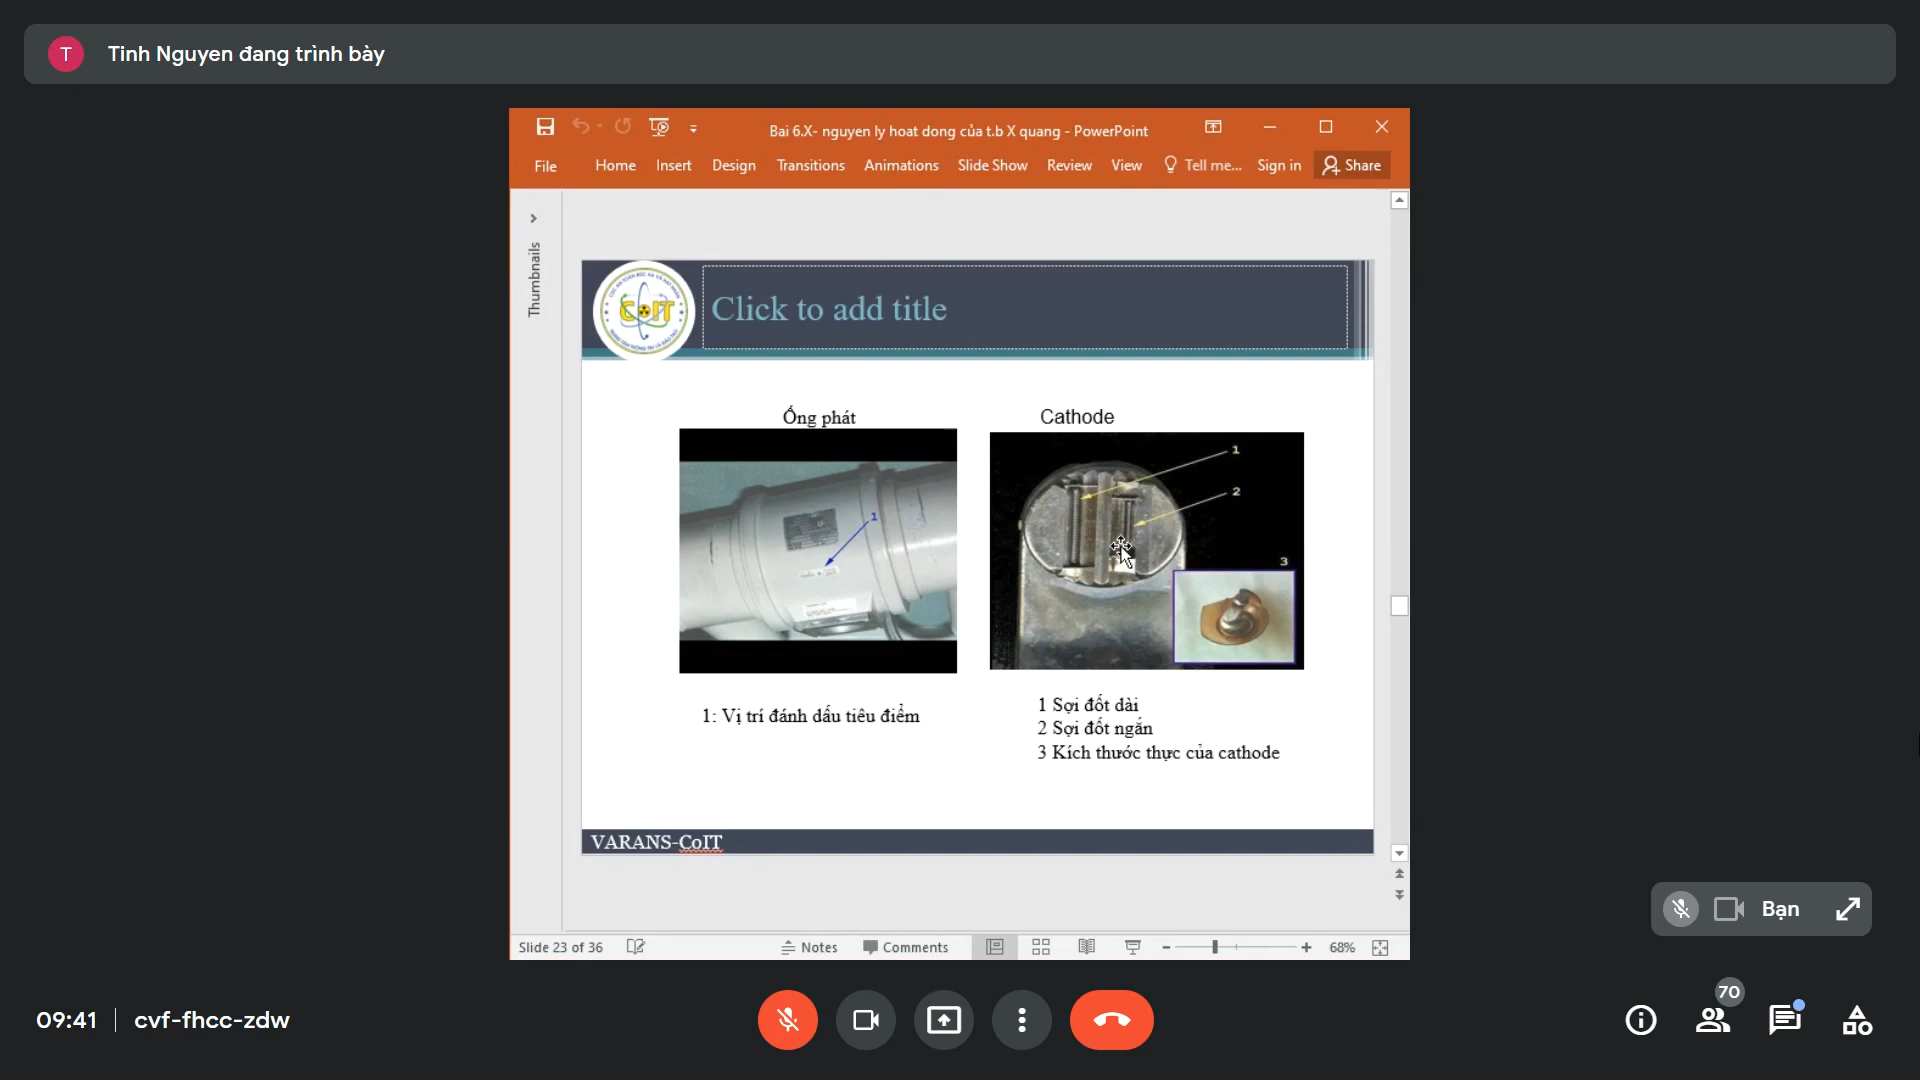 T Tinh Nguyen đang trình bày
Bai 6.X- nguyen ly hoat dong của t.b X quang - PowerPoint
File Home Insert Design Transitions Animations Slide Show Review View Tell me... Sign in Share
Thumbnails
COIT
Click to add title
Ống phát
Cathode
1
1
2
3
1: Vị trí đánh dấu tiêu điểm
1 Sợi đốt dài
2 Sợi đốt ngắn
3 Kích thước thực của cathode
VARANS-CoIT
Slide 23 of 36 Notes Comments 68%
Bạn
70
09:41 cvf-fhcc-zdw